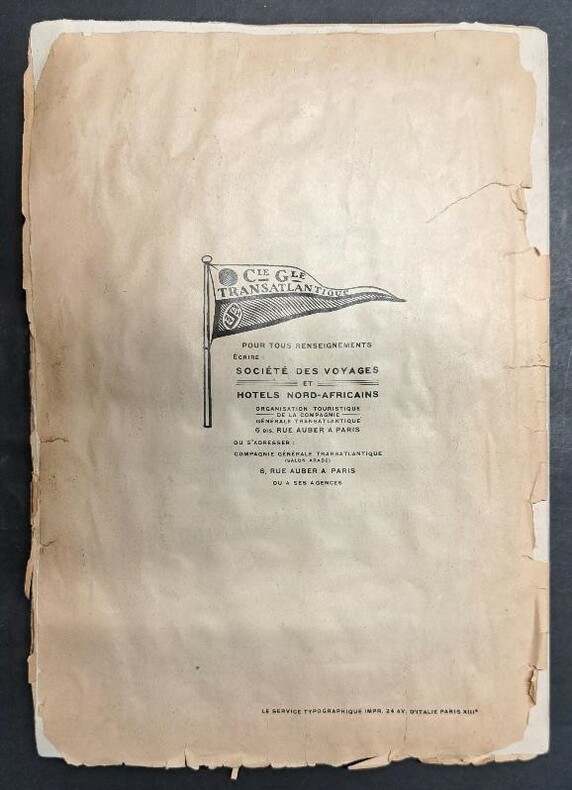 Cie Gle
TRANSATLANTIQUE
POUR TOUS RENSEIGNEMENTS
ÉCRIRE :
SOCIÉTÉ DES VOYAGES
ET
HOTELS NORD-AFRICAINS
ORGANISATION TOURISTIQUE
DE LA COMPAGNIE
GÉNÉRALE TRANSATLANTIQUE
6 BIS, RUE AUBER A PARIS
OU S'ADRESSER :
COMPAGNIE GÉNÉRALE TRANSATLANTIQUE
(SALON ARABE)
6, RUE AUBER A PARIS
OU A SES AGENCES
LE SERVICE TYPOGRAPHIQUE IMPR. 24 AV. D'ITALIE PARIS XIIIe